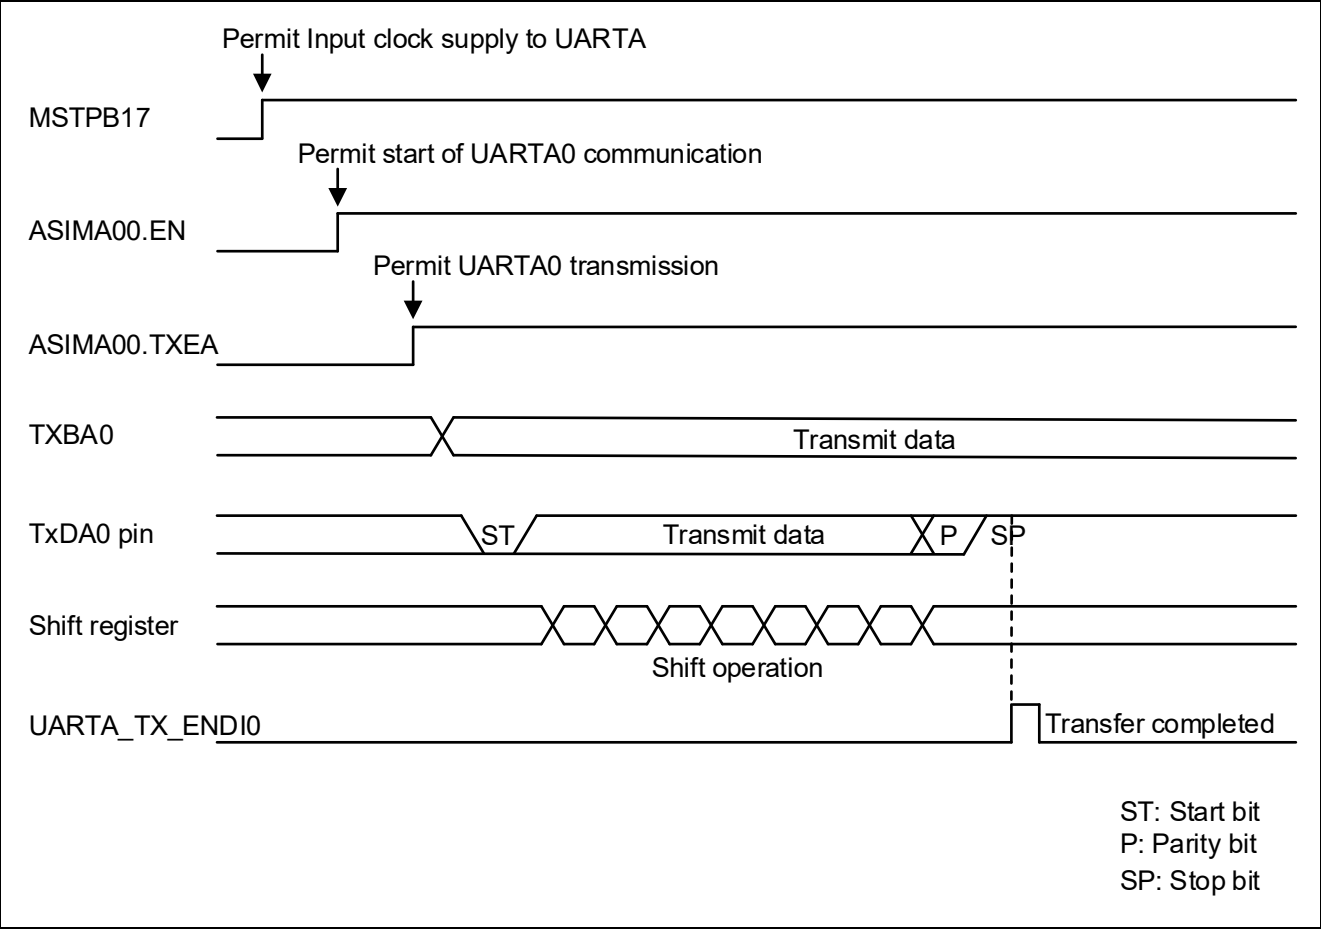 Permit Input clock supply to UARTA
MSTPB17
Permit start of UARTA0 communication
ASIMA00.EN
Permit UARTA0 transmission
ASIMA00.TXEA
TXBA0
Transmit data
TxDA0 pin
ST
Transmit data
P
SP
Shift register
Shift operation
UARTA_TX_ENDI0
Transfer completed
ST: Start bit
P: Parity bit
SP: Stop bit